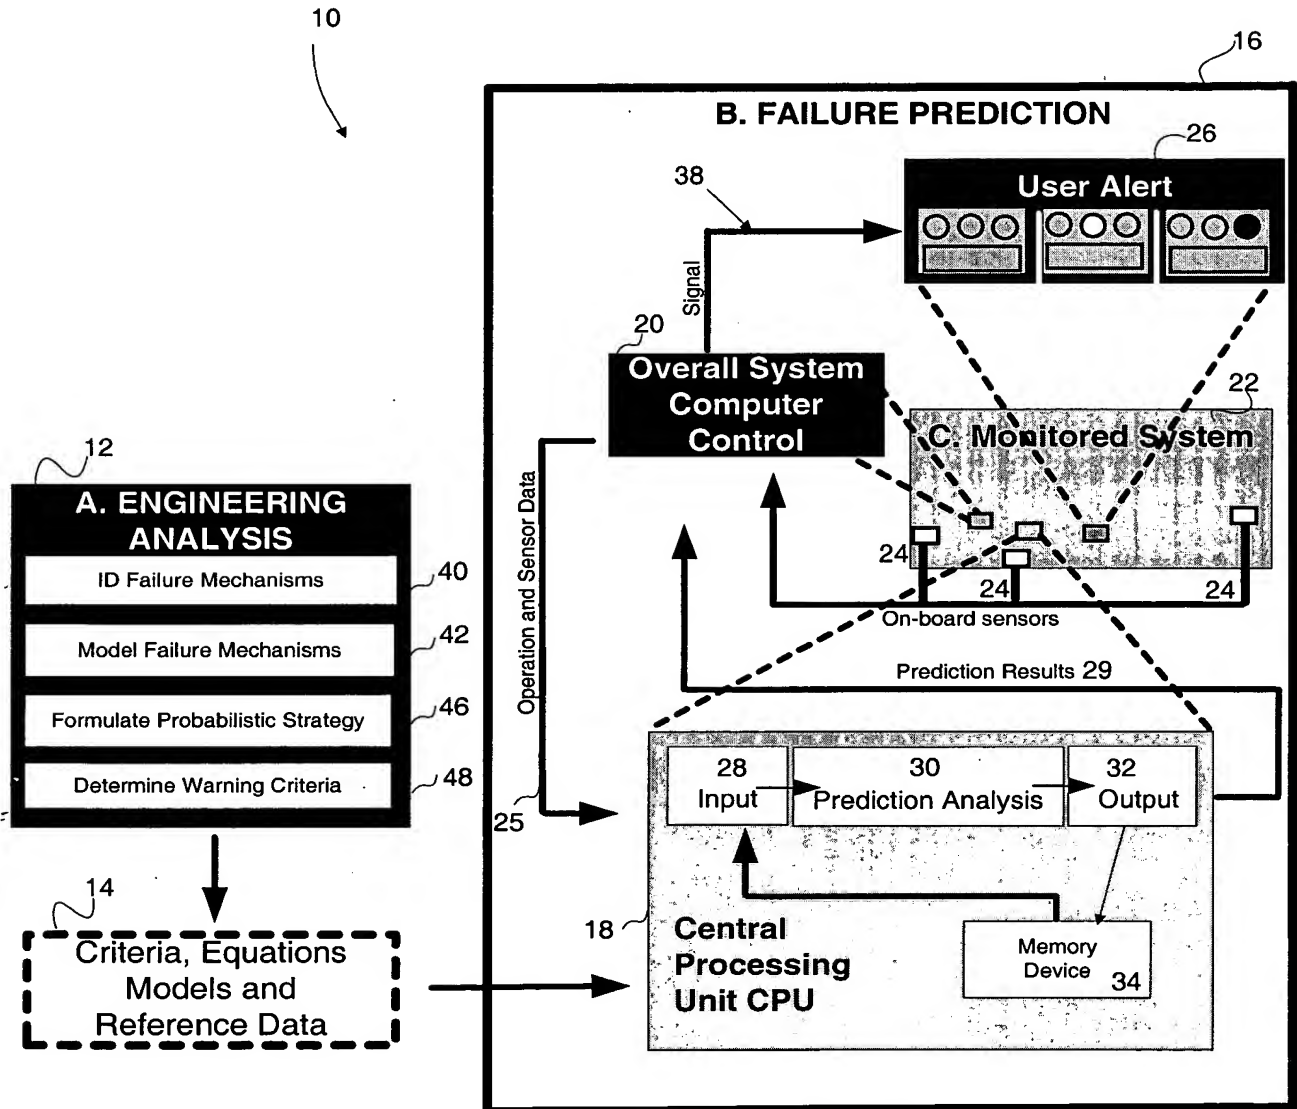 10
16
B. FAILURE PREDICTION
26
User Alert
38
Signal
20
Overall System
Computer
Control
22
C. Monitored System
24
24
24
On-board sensors
Operation and Sensor Data
25
Prediction Results 29
12
A. ENGINEERING
ANALYSIS
ID Failure Mechanisms
40
Model Failure Mechanisms
42
Formulate Probabilistic Strategy
46
Determine Warning Criteria
48
14
Criteria, Equations
Models and
Reference Data
28
Input
30
Prediction Analysis
32
Output
18
Central
Processing
Unit CPU
Memory
Device
34